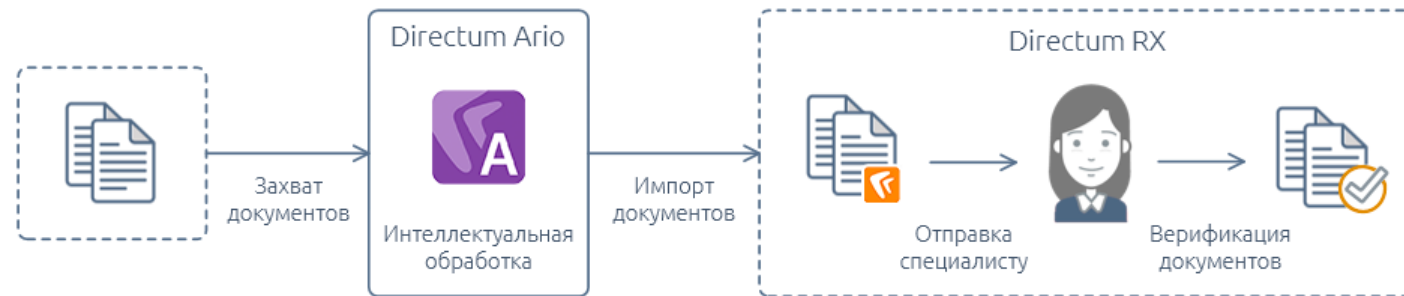 Directum Ario
Directum RX
A
Захват
документов
Интеллектуальная
обработка
Импорт
документов
Отправка
специалисту
Верификация
документов